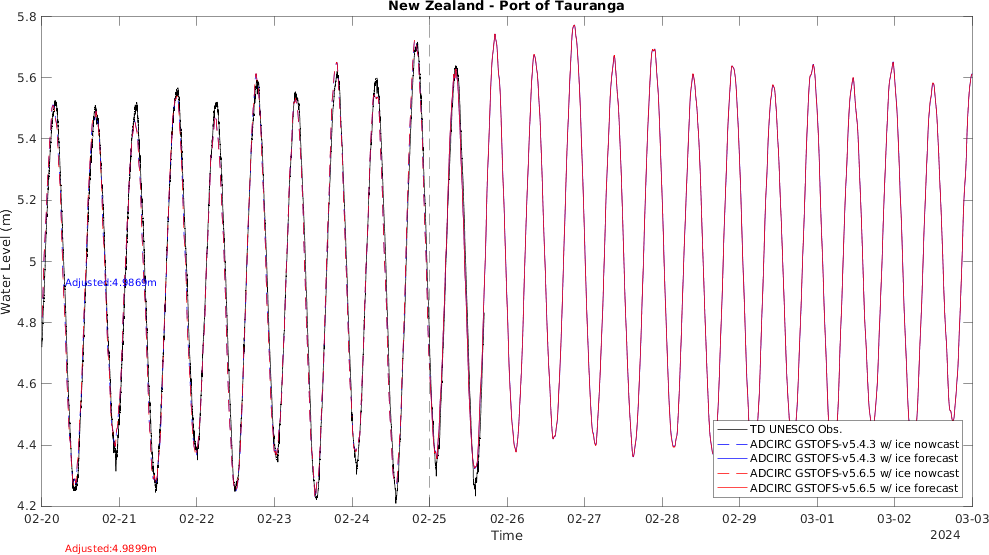 New Zealand - Port of Tauranga
5.8
5.6
5.4
5.2
5
4.8
4.6
4.4
4.2
Water Level (m)
Adjusted:4.9869m
TD UNESCO Obs.
ADCIRC GSTOFS-v5.4.3 w/ ice nowcast
ADCIRC GSTOFS-v5.4.3 w/ ice forecast
ADCIRC GSTOFS-v5.6.5 w/ ice nowcast
ADCIRC GSTOFS-v5.6.5 w/ ice forecast
02-20 02-21 02-22 02-23 02-24 02-25 02-26 02-27 02-28 02-29 03-01 03-02 03-03
Time
2024
Adjusted:4.9899m